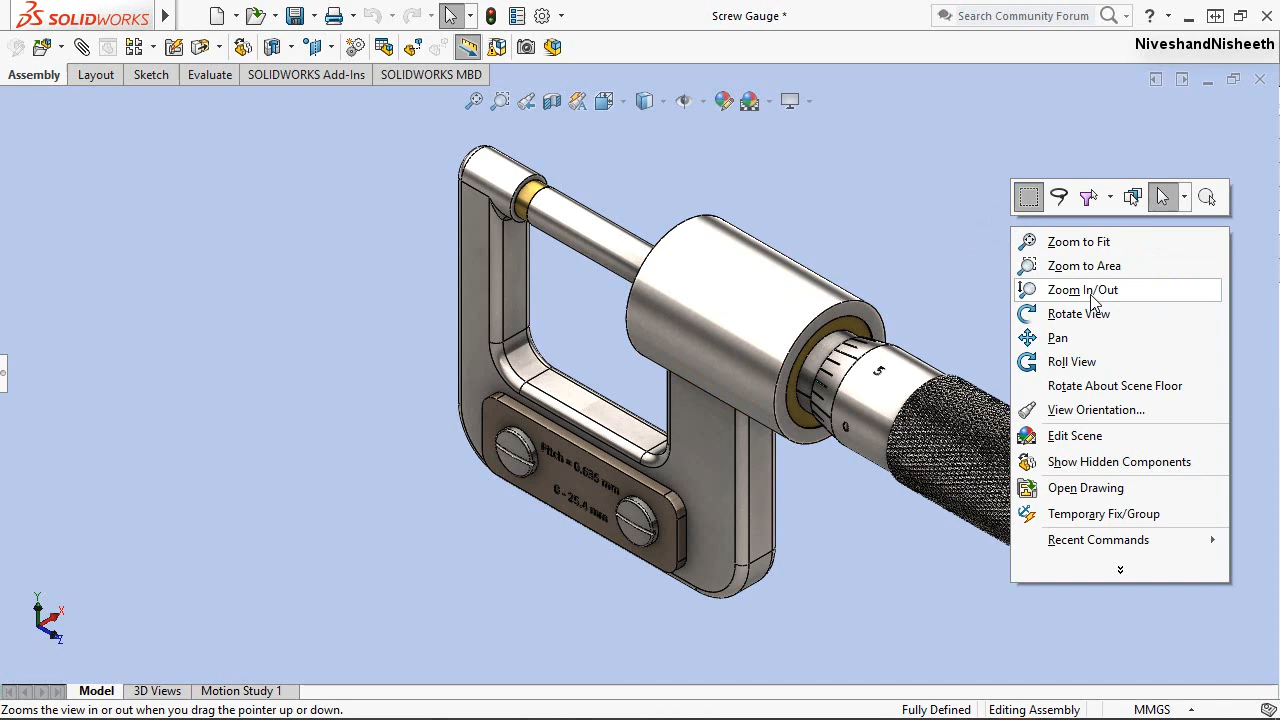 SOLIDWORKS
Screw Gauge *
Search Community Forum
?
NiveshandNisheeth
Assembly
Layout
Sketch
Evaluate
SOLIDWORKS Add-Ins
SOLIDWORKS MBD
Zoom to Fit
Zoom to Area
Zoom In/Out
Rotate View
Pan
Roll View
Rotate About Scene Floor
View Orientation...
Edit Scene
Show Hidden Components
Open Drawing
Temporary Fix/Group
Recent Commands
5
0
Pitch = 0.635 mm
0 - 25.4 mm
Y
X
Z
Model
3D Views
Motion Study 1
Zooms the view in or out when you drag the pointer up or down.
Fully Defined
Editing Assembly
MMGS